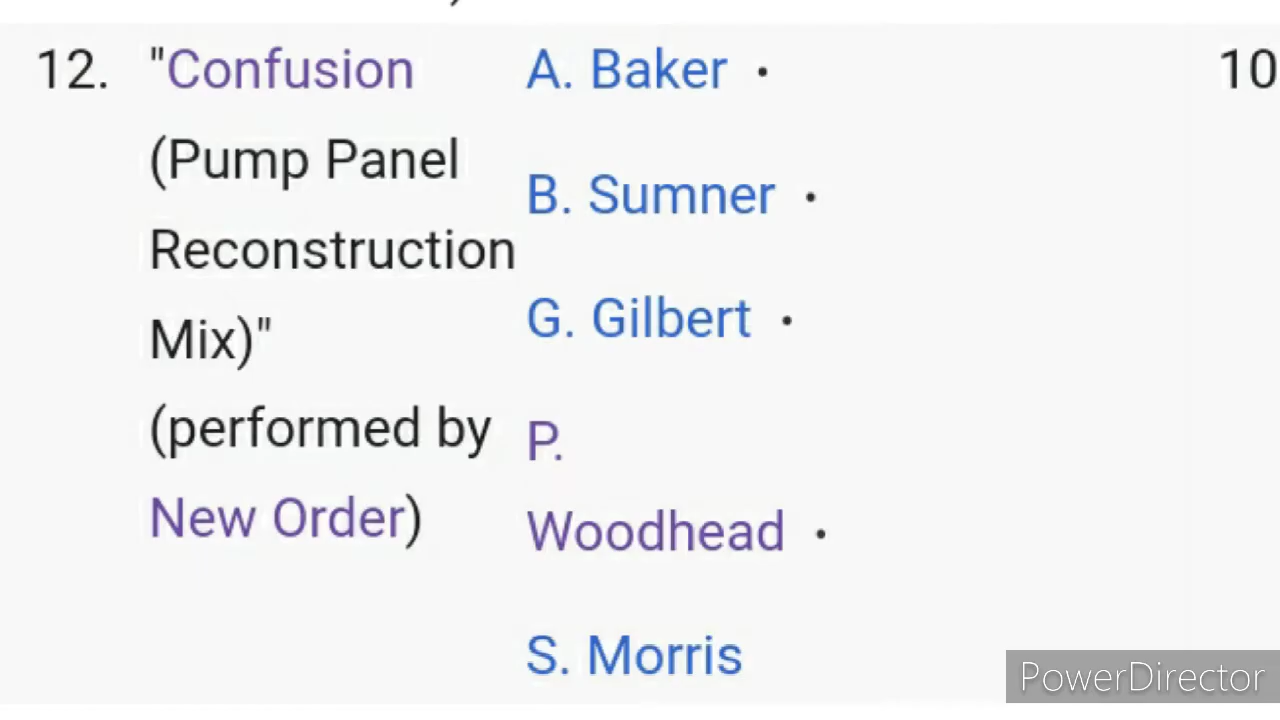 12. "Confusion A. Baker · 10
(Pump Panel
B. Sumner ·
Reconstruction
G. Gilbert ·
Mix)"
(performed by P.
New Order) Woodhead ·
S. Morris
PowerDirector